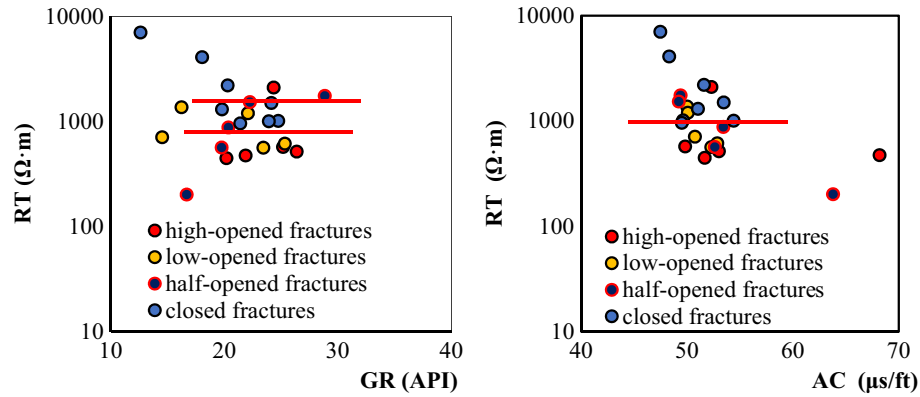 10000
1000
100
10
RT (Ω·m)
high-opened fractures
low-opened fractures
half-opened fractures
closed fractures
10 20 30 40
GR (API)
10000
1000
100
10
RT (Ω·m)
high-opened fractures
low-opened fractures
half-opened fractures
closed fractures
40 50 60 70
AC (μs/ft)